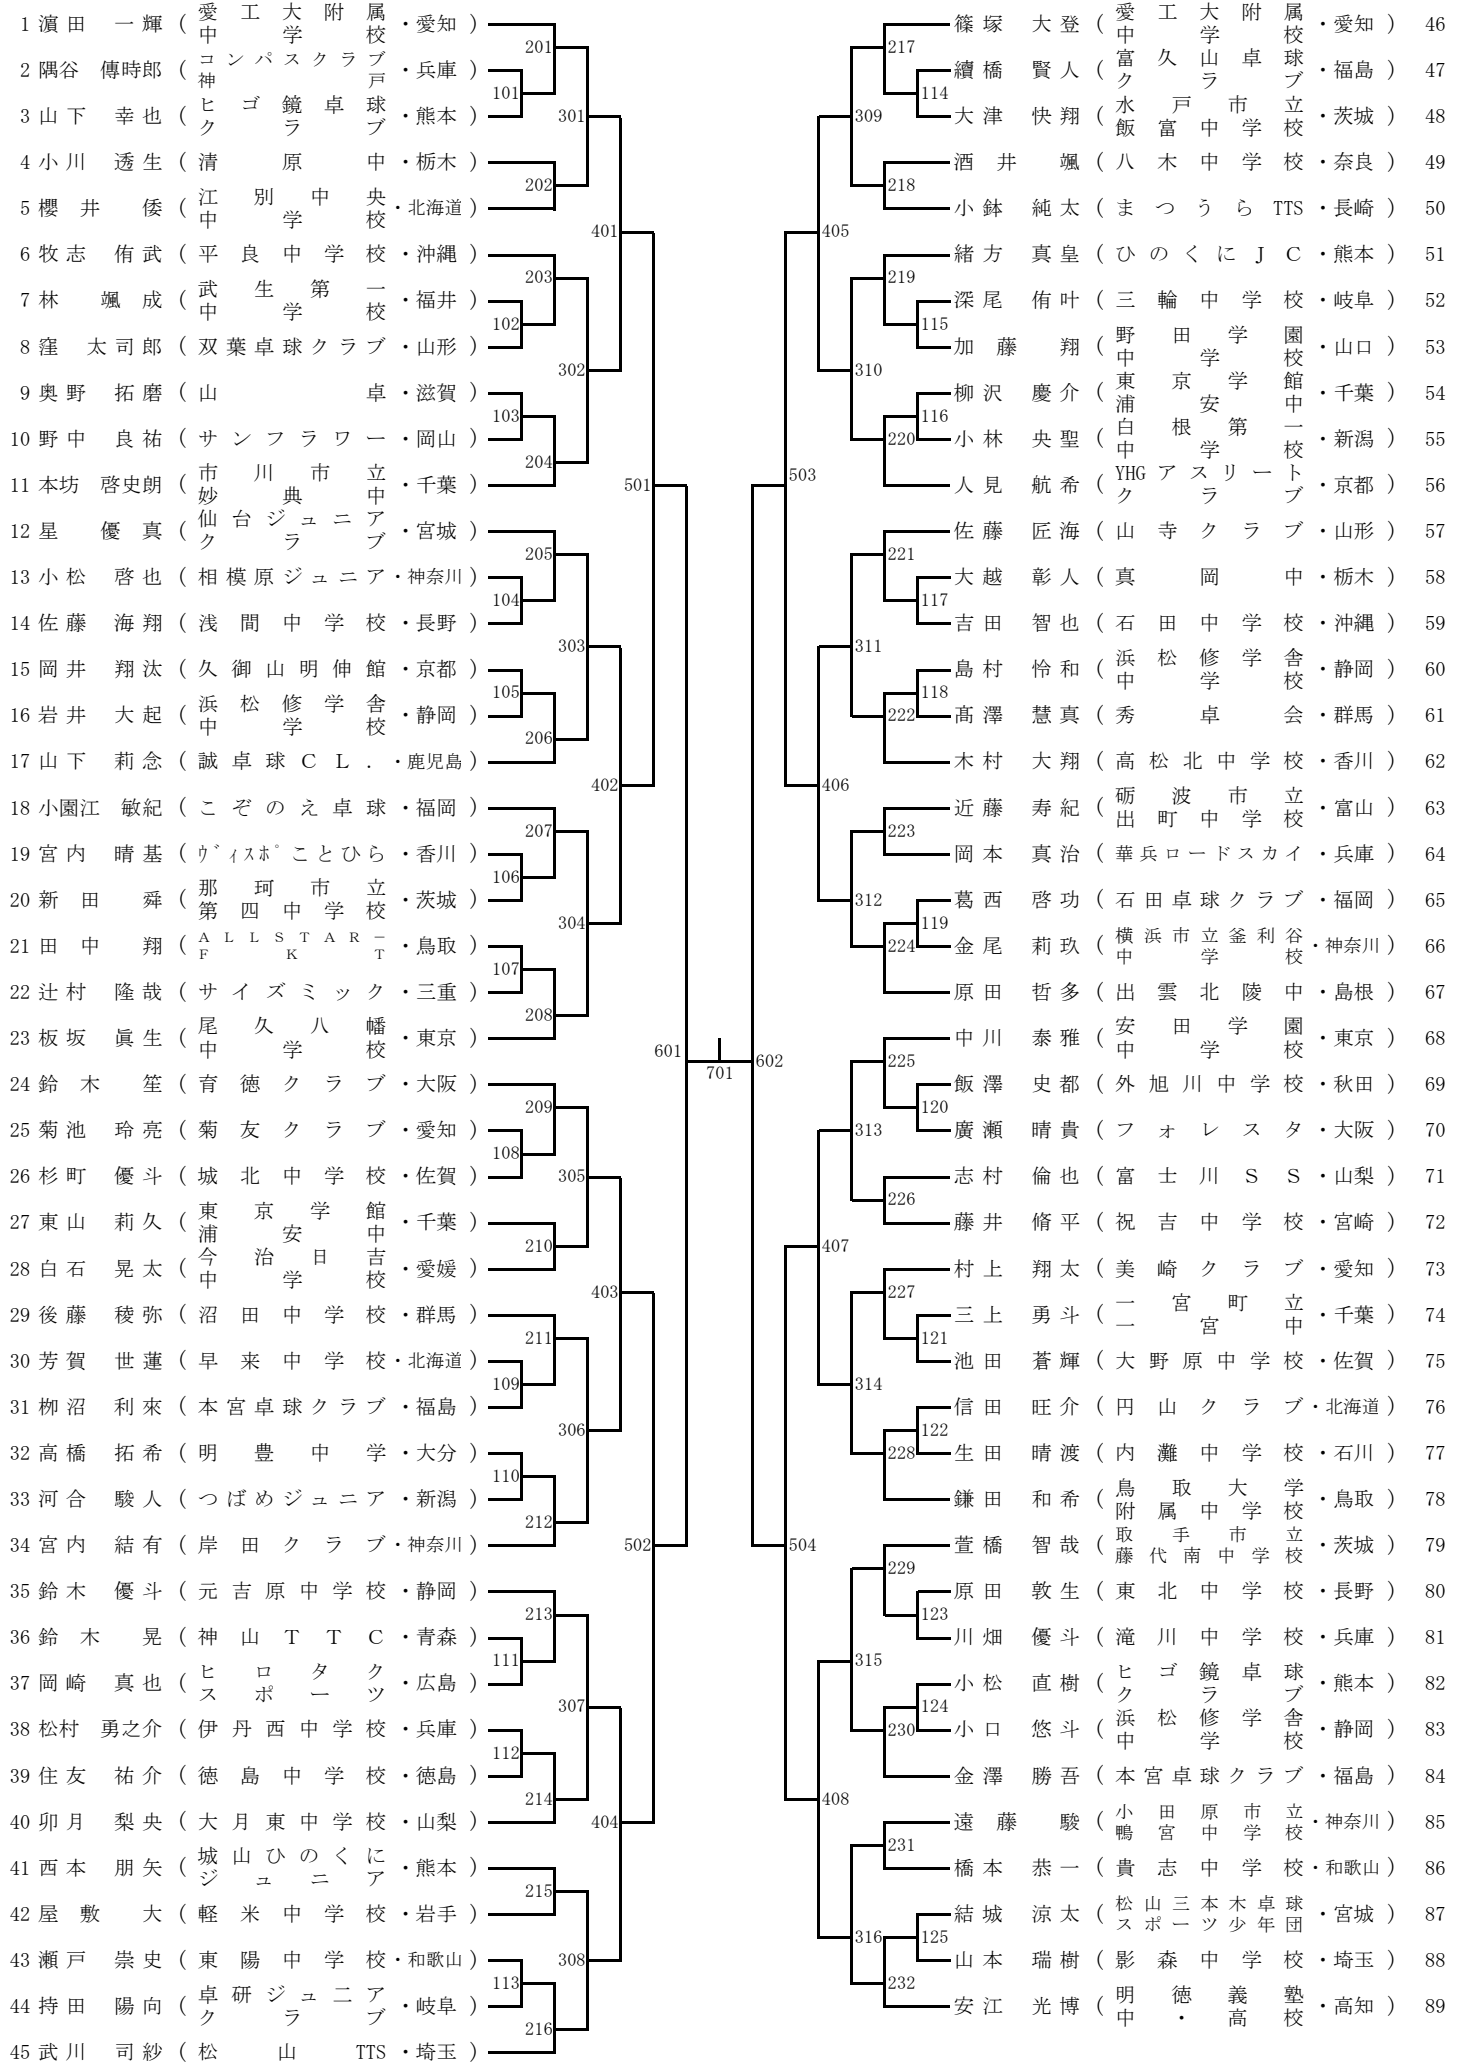 1 濵田 一輝 (愛工大附属中学校・愛知)
2 隅谷 傳時郎 (コンパスクラブ神戸・兵庫)
3 山下 幸也 (ヒゴ鏡卓球クラブ・熊本)
4 小川 透生 (清原中・栃木)
5 櫻井 倭 (江別中央中学校・北海道)
6 牧志 侑武 (平良中学校・沖縄)
7 林 颯成 (武生第一中学校・福井)
8 窪 太司郎 (双葉卓球クラブ・山形)
9 奥野 拓磨 (山卓・滋賀)
10 野中 良祐 (サンフラワー・岡山)
11 本坊 啓史朗 (市川市立妙典中・千葉)
12 星 優真 (仙台ジュニアクラブ・宮城)
13 小松 啓也 (相模原ジュニア・神奈川)
14 佐藤 海翔 (浅間中学校・長野)
15 岡井 翔汰 (久御山明伸館・京都)
16 岩井 大起 (浜松修学舎中学校・静岡)
17 山下 莉念 (誠卓球CL.・鹿児島)
18 小園江 敏紀 (こぞのえ卓球・福岡)
19 宮内 晴基 (ヴィスポことひら・香川)
20 新田 舜 (那珂市立第四中学校・茨城)
21 田中 翔 (ALLSTAR-FKT・鳥取)
22 辻村 隆哉 (サイズミック・三重)
23 板坂 眞生 (尾久八幡中学校・東京)
24 鈴木 笙 (育徳クラブ・大阪)
25 菊池 玲亮 (菊友クラブ・愛知)
26 杉町 優斗 (城北中学校・佐賀)
27 東山 莉久 (東京学館浦安中・千葉)
28 白石 晃太 (今治日吉中学校・愛媛)
29 後藤 稜弥 (沼田中学校・群馬)
30 芳賀 世蓮 (早来中学校・北海道)
31 栁沼 利來 (本宮卓球クラブ・福島)
32 高橋 拓希 (明豊中学・大分)
33 河合 駿人 (つばめジュニア・新潟)
34 宮内 結有 (岸田クラブ・神奈川)
35 鈴木 優斗 (元吉原中学校・静岡)
36 鈴木 晃 (神山TTC・青森)
37 岡崎 真也 (ヒロタクスポーツ・広島)
38 松村 勇之介 (伊丹西中学校・兵庫)
39 住友 祐介 (徳島中学校・徳島)
40 卯月 梨央 (大月東中学校・山梨)
41 西本 朋矢 (城山ひのくにジュニア・熊本)
42 屋敷 大 (軽米中学校・岩手)
43 瀬戸 崇史 (東陽中学校・和歌山)
44 持田 陽向 (卓研ジュニアクラブ・岐阜)
45 武川 司紗 (松山TTS・埼玉)
201
101
301
202
401
203
102
302
103
204
501
205
104
303
105
206
402
207
106
304
107
208
601
701
602
209
108
305
210
403
211
109
306
110
212
502
213
111
307
112
214
404
215
308
113
216
217
114
309
218
405
219
115
310
116
220
503
221
117
311
118
222
406
223
312
119
224
225
120
313
226
407
227
121
314
122
228
504
229
123
315
124
230
408
231
316
125
232
篠塚 大登 (愛工大附属中学校・愛知) 46
續橋 賢人 (富久山卓球クラブ・福島) 47
大津 快翔 (水戸市立飯富中学校・茨城) 48
酒井 颯 (八木中学校・奈良) 49
小鉢 純太 (まつうらTTS・長崎) 50
緒方 真皇 (ひのくにJC・熊本) 51
深尾 侑叶 (三輪中学校・岐阜) 52
加藤 翔 (野田学園中学校・山口) 53
柳沢 慶介 (東京学館浦安中・千葉) 54
小林 央聖 (白根第一中学校・新潟) 55
人見 航希 (YHGアスリートクラブ・京都) 56
佐藤 匠海 (山寺クラブ・山形) 57
大越 彰人 (真岡中・栃木) 58
吉田 智也 (石田中学校・沖縄) 59
島村 怜和 (浜松修学舎中学校・静岡) 60
髙澤 慧真 (秀卓会・群馬) 61
木村 大翔 (高松北中学校・香川) 62
近藤 寿紀 (砺波市立出町中学校・富山) 63
岡本 真治 (華兵ロードスカイ・兵庫) 64
葛西 啓功 (石田卓球クラブ・福岡) 65
金尾 莉玖 (横浜市立釜利谷中学校・神奈川) 66
原田 哲多 (出雲北陵中・島根) 67
中川 泰雅 (安田学園中学校・東京) 68
飯澤 史都 (外旭川中学校・秋田) 69
廣瀬 晴貴 (フォレスタ・大阪) 70
志村 倫也 (富士川SS・山梨) 71
藤井 脩平 (祝吉中学校・宮崎) 72
村上 翔太 (美崎クラブ・愛知) 73
三上 勇斗 (一宮町立一宮中・千葉) 74
池田 蒼輝 (大野原中学校・佐賀) 75
信田 旺介 (円山クラブ・北海道) 76
生田 晴渡 (内灘中学校・石川) 77
鎌田 和希 (鳥取大学附属中学校・鳥取) 78
萱橋 智哉 (取手市立藤代南中学校・茨城) 79
原田 敦生 (東北中学校・長野) 80
川畑 優斗 (滝川中学校・兵庫) 81
小松 直樹 (ヒゴ鏡卓球クラブ・熊本) 82
小口 悠斗 (浜松修学舎中学校・静岡) 83
金澤 勝吾 (本宮卓球クラブ・福島) 84
遠藤 駿 (小田原市立鴨宮中学校・神奈川) 85
橋本 恭一 (貴志中学校・和歌山) 86
結城 涼太 (松山三本木卓球スポーツ少年団・宮城) 87
山本 瑞樹 (影森中学校・埼玉) 88
安江 光博 (明徳義塾中・高校・高知) 89